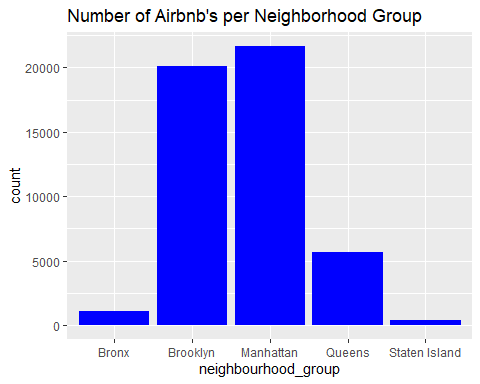 Number of Airbnb's per Neighborhood Group
count
20000
15000
10000
5000
0
Bronx Brooklyn Manhattan Queens Staten Island
neighbourhood_group